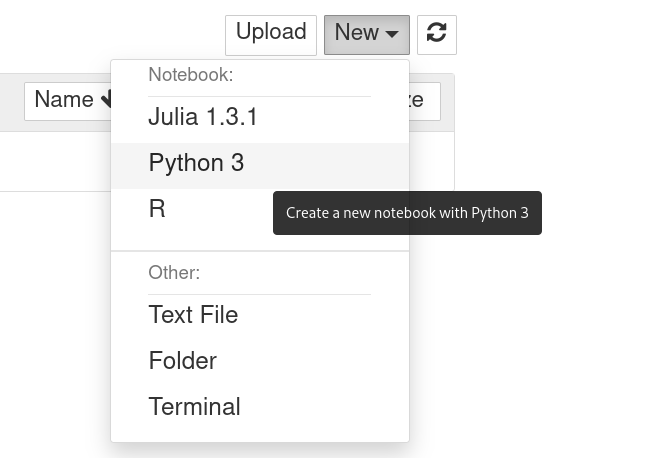 Upload New
Name ze
Notebook:
Julia 1.3.1
Python 3
R
Create a new notebook with Python 3
Other:
Text File
Folder
Terminal